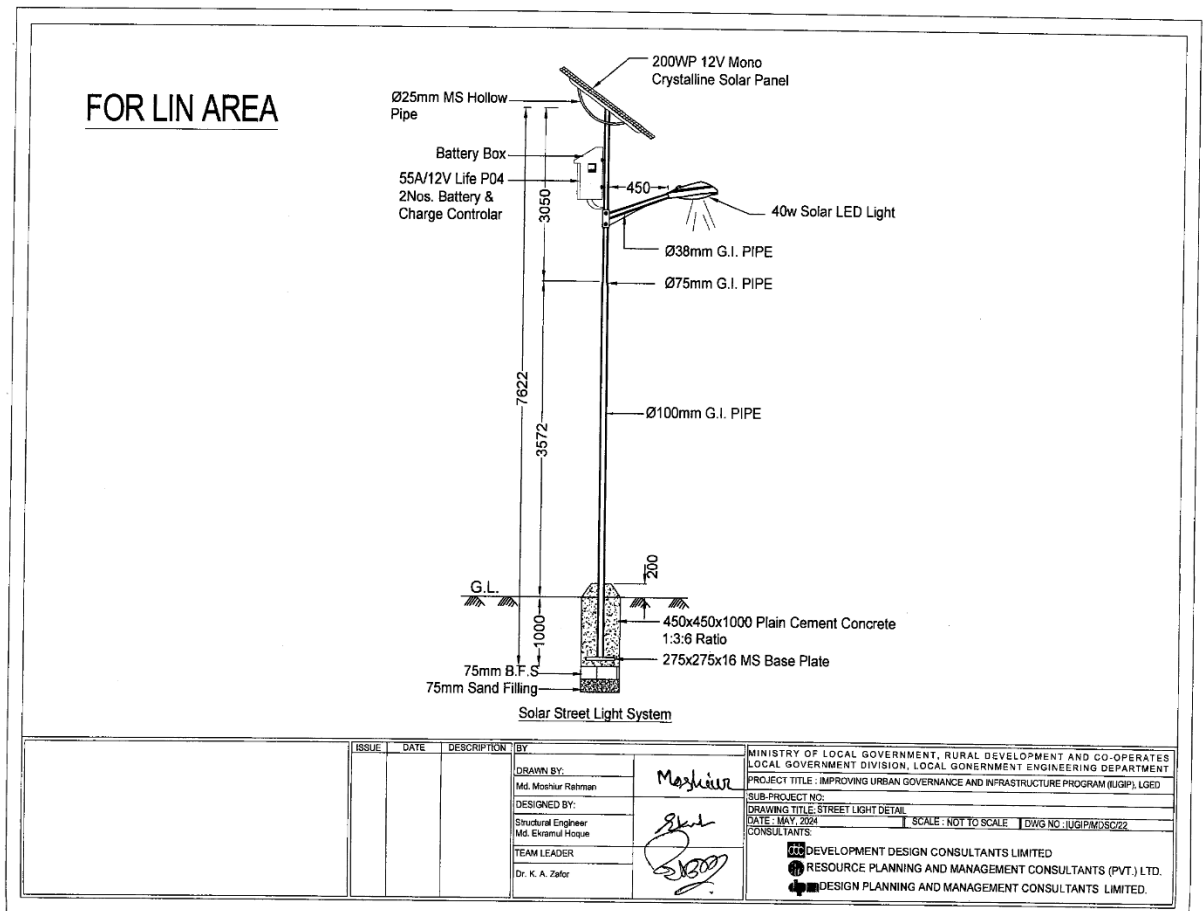 FOR LIN AREA
200WP 12V Mono
Crystalline Solar Panel
Ø25mm MS Hollow
Pipe
Battery Box
55A/12V Life P04
2Nos. Battery &
Charge Controlar
450
3050
40w Solar LED Light
Ø38mm G.I. PIPE
Ø75mm G.I. PIPE
7622
3572
Ø100mm G.I. PIPE
200
G.L.
1000
450x450x1000 Plain Cement Concrete
1:3:6 Ratio
275x275x16 MS Base Plate
75mm B.F.S
75mm Sand Filling
Solar Street Light System
ISSUE DATE DESCRIPTION BY
DRAWN BY:
Md. Moshiur Rahman
Moshiur
DESIGNED BY:
Structural Engineer
Md. Ekramul Hoque
TEAM LEADER
Dr. K. A. Zafor
MINISTRY OF LOCAL GOVERNMENT, RURAL DEVELOPMENT AND CO-OPERATES
LOCAL GOVERNMENT DIVISION, LOCAL GONERNMENT ENGINEERING DEPARTMENT
PROJECT TITLE : IMPROVING URBAN GOVERNANCE AND INFRASTRUCTURE PROGRAM (IUGIP), LGED
SUB-PROJECT NO:
DRAWING TITLE: STREET LIGHT DETAIL
DATE : MAY, 2024 SCALE : NOT TO SCALE DWG NO : IUGIP/MDSC/22
CONSULTANTS:
ddc DEVELOPMENT DESIGN CONSULTANTS LIMITED
RESOURCE PLANNING AND MANAGEMENT CONSULTANTS (PVT.) LTD.
dpm DESIGN PLANNING AND MANAGEMENT CONSULTANTS LIMITED.